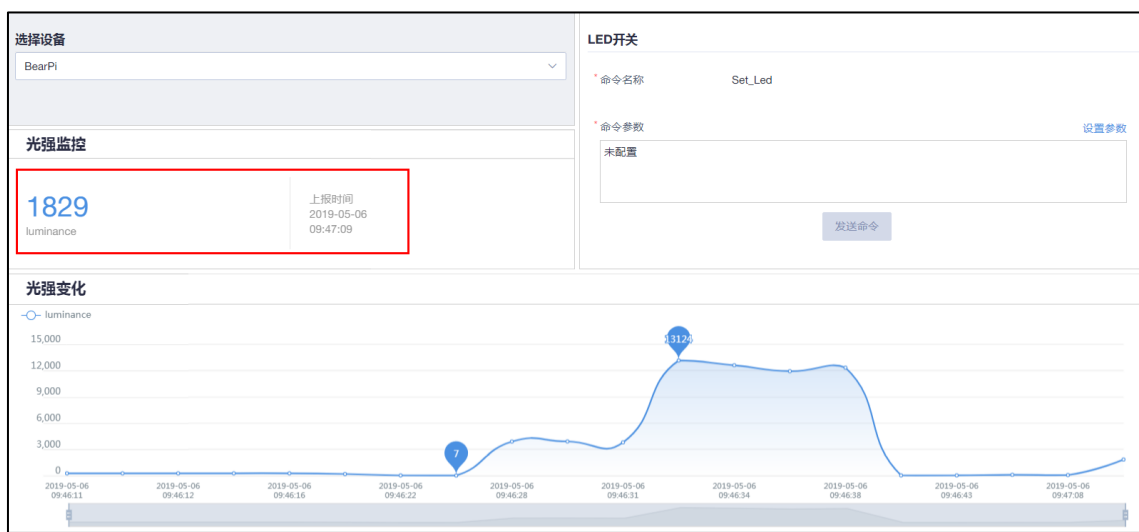 选择设备
BearPi
光强监控
1829
luminance
上报时间
2019-05-06
09:47:09
LED开关
*命令名称 Set_Led
*命令参数 设置参数
未配置
发送命令
光强变化
luminance
15,000
12,000
9,000
6,000
3,000
0
13124
7
2019-05-06 2019-05-06 2019-05-06 2019-05-06 2019-05-06 2019-05-06 2019-05-06 2019-05-06 2019-05-06 2019-05-06
09:46:11 09:46:12 09:46:16 09:46:22 09:46:28 09:46:31 09:46:34 09:46:38 09:46:43 09:47:08